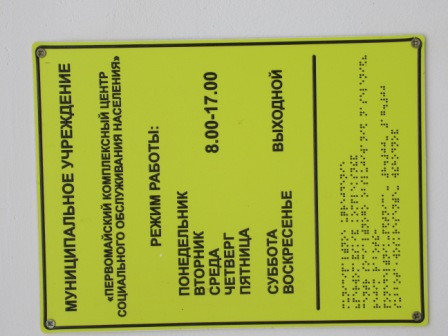 МУНИЦИПАЛЬНОЕ УЧРЕЖДЕНИЕ
«ПЕРВОМАЙСКИЙ КОМПЛЕКСНЫЙ ЦЕНТР
СОЦИАЛЬНОГО ОБСЛУЖИВАНИЯ НАСЕЛЕНИЯ»
РЕЖИМ РАБОТЫ:
ПОНЕДЕЛЬНИК
ВТОРНИК
СРЕДА 8.00-17.00
ЧЕТВЕРГ
ПЯТНИЦА
СУББОТА ВЫХОДНОЙ
ВОСКРЕСЕНЬЕ